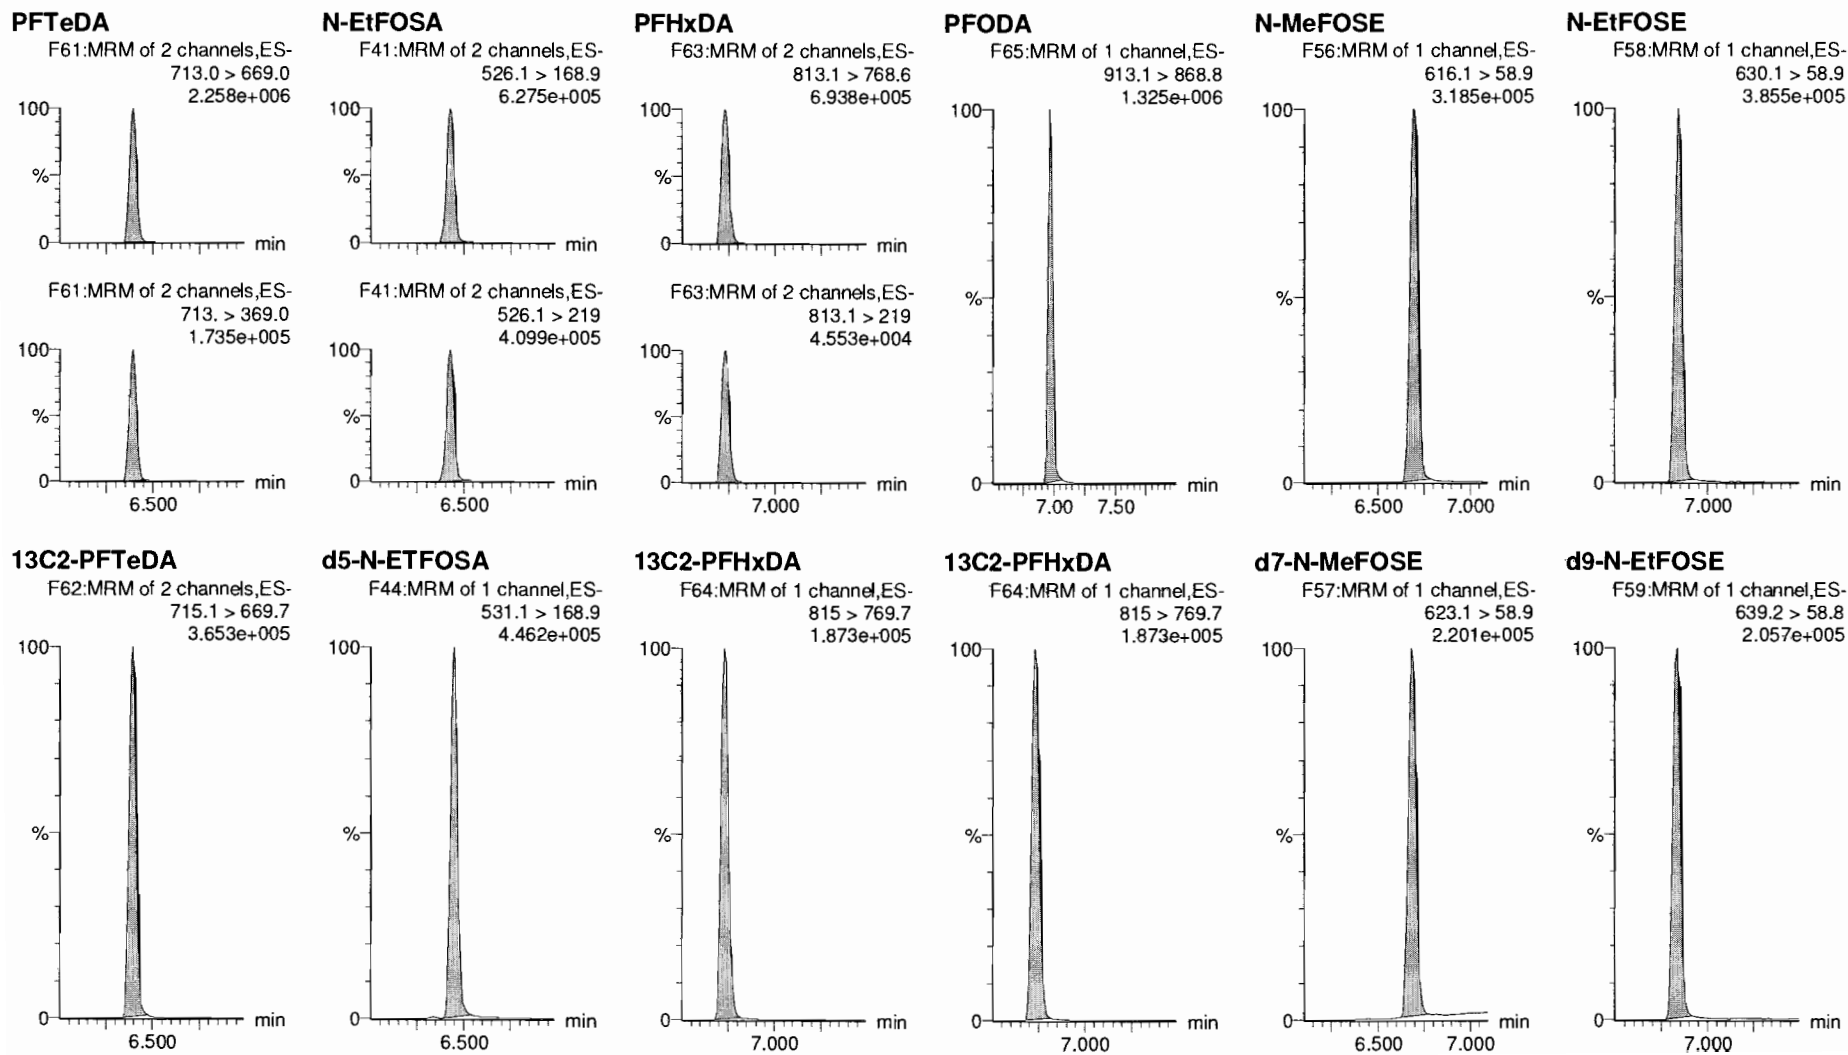 PFTeDA
F61:MRM of 2 channels,ES-
713.0 > 669.0
2.258e+006
100
%
0
min
F61:MRM of 2 channels,ES-
713. > 369.0
1.735e+005
100
%
0
min
6.500
N-EtFOSA
F41:MRM of 2 channels,ES-
526.1 > 168.9
6.275e+005
100
%
0
min
F41:MRM of 2 channels,ES-
526.1 > 219
4.099e+005
100
%
0
min
6.500
PFHxDA
F63:MRM of 2 channels,ES-
813.1 > 768.6
6.938e+005
100
%
0
min
F63:MRM of 2 channels,ES-
813.1 > 219
4.553e+004
100
%
0
min
7.000
PFODA
F65:MRM of 1 channel,ES-
913.1 > 868.8
1.325e+006
100
%
0
min
7.00 7.50
N-MeFOSE
F56:MRM of 1 channel,ES-
616.1 > 58.9
3.185e+005
100
%
0
min
6.500 7.000
N-EtFOSE
F58:MRM of 1 channel,ES-
630.1 > 58.9
3.855e+005
100
%
0
min
7.000
13C2-PFTeDA
F62:MRM of 2 channels,ES-
715.1 > 669.7
3.653e+005
100
%
0
min
6.500
d5-N-ETFOSA
F44:MRM of 1 channel,ES-
531.1 > 168.9
4.462e+005
100
%
0
min
6.500
13C2-PFHxDA
F64:MRM of 1 channel,ES-
815 > 769.7
1.873e+005
100
%
0
min
7.000
13C2-PFHxDA
F64:MRM of 1 channel,ES-
815 > 769.7
1.873e+005
100
%
0
min
7.000
d7-N-MeFOSE
F57:MRM of 1 channel,ES-
623.1 > 58.9
2.201e+005
100
%
0
min
6.500 7.000
d9-N-EtFOSE
F59:MRM of 1 channel,ES-
639.2 > 58.8
2.057e+005
100
%
0
min
7.000